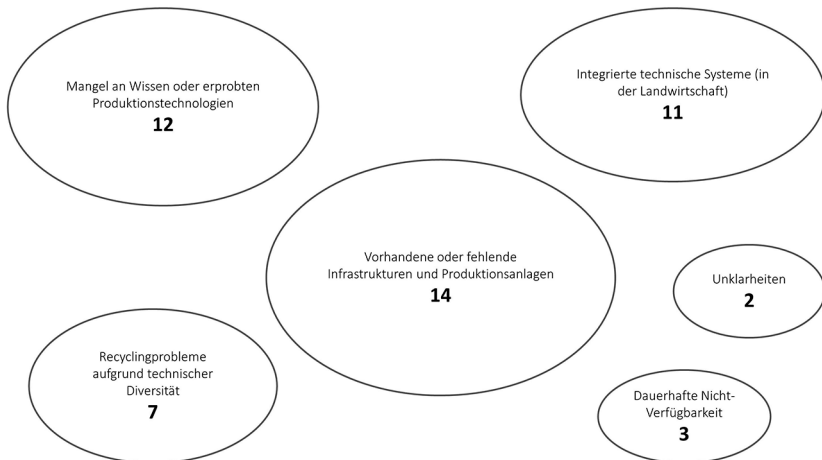 Mangel an Wissen oder erprobten
Produktionstechnologien
12
Integrierte technische Systeme (in
der Landwirtschaft)
11
Vorhandene oder fehlende
Infrastrukturen und Produktionsanlagen
14
Unklarheiten
2
Recyclingprobleme
aufgrund technischer
Diversität
7
Dauerhafte Nicht-
Verfügbarkeit
3